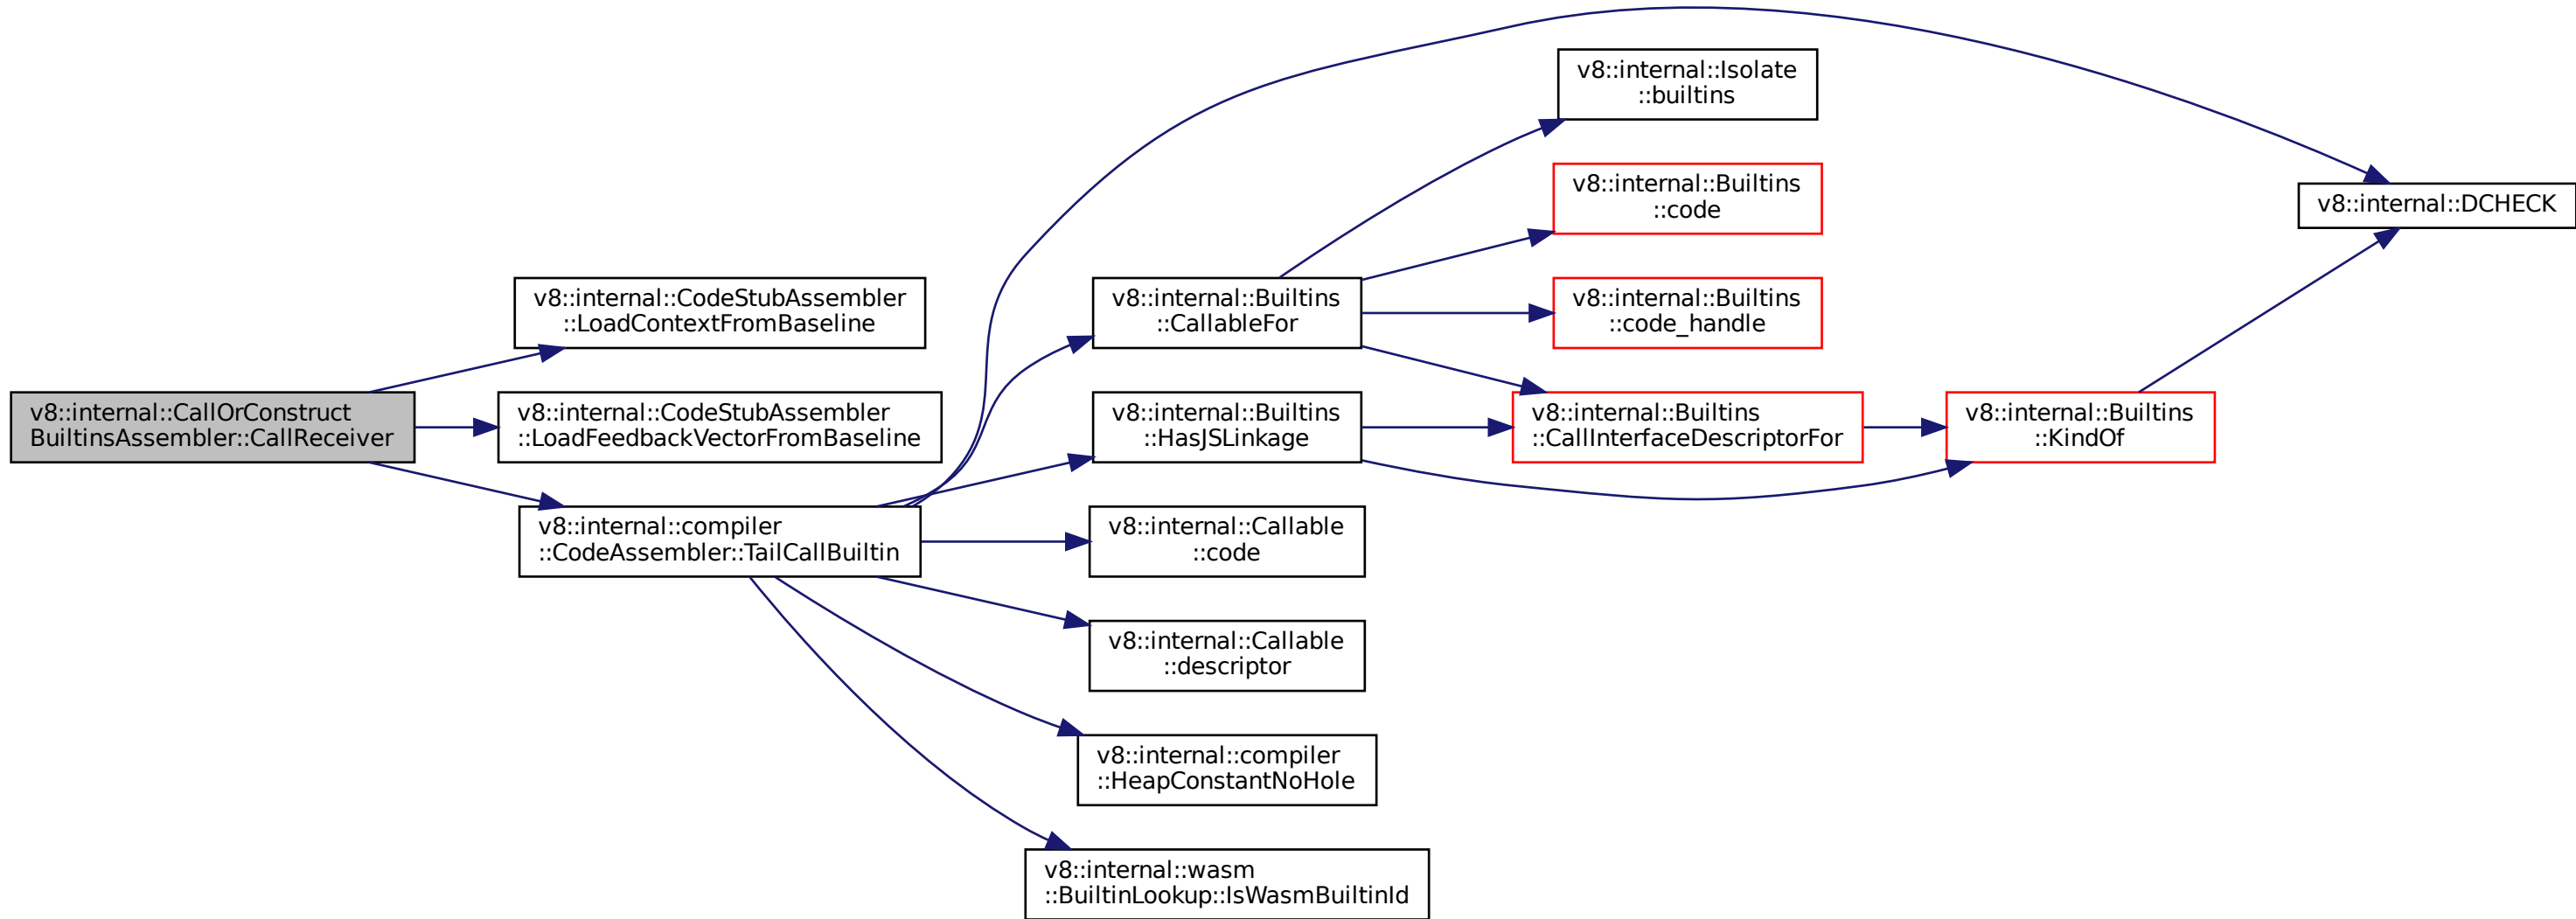 v8::internal::CallOrConstruct
BuiltinsAssembler::CallReceiver
v8::internal::CodeStubAssembler
::LoadContextFromBaseline
v8::internal::CodeStubAssembler
::LoadFeedbackVectorFromBaseline
v8::internal::compiler
::CodeAssembler::TailCallBuiltin
v8::internal::Builtins
::CallableFor
v8::internal::Builtins
::HasJSLinkage
v8::internal::Callable
::code
v8::internal::Callable
::descriptor
v8::internal::compiler
::HeapConstantNoHole
v8::internal::wasm
::BuiltinLookup::IsWasmBuiltinId
v8::internal::Isolate
::builtins
v8::internal::Builtins
::code
v8::internal::Builtins
::code_handle
v8::internal::Builtins
::CallInterfaceDescriptorFor
v8::internal::Builtins
::KindOf
v8::internal::DCHECK